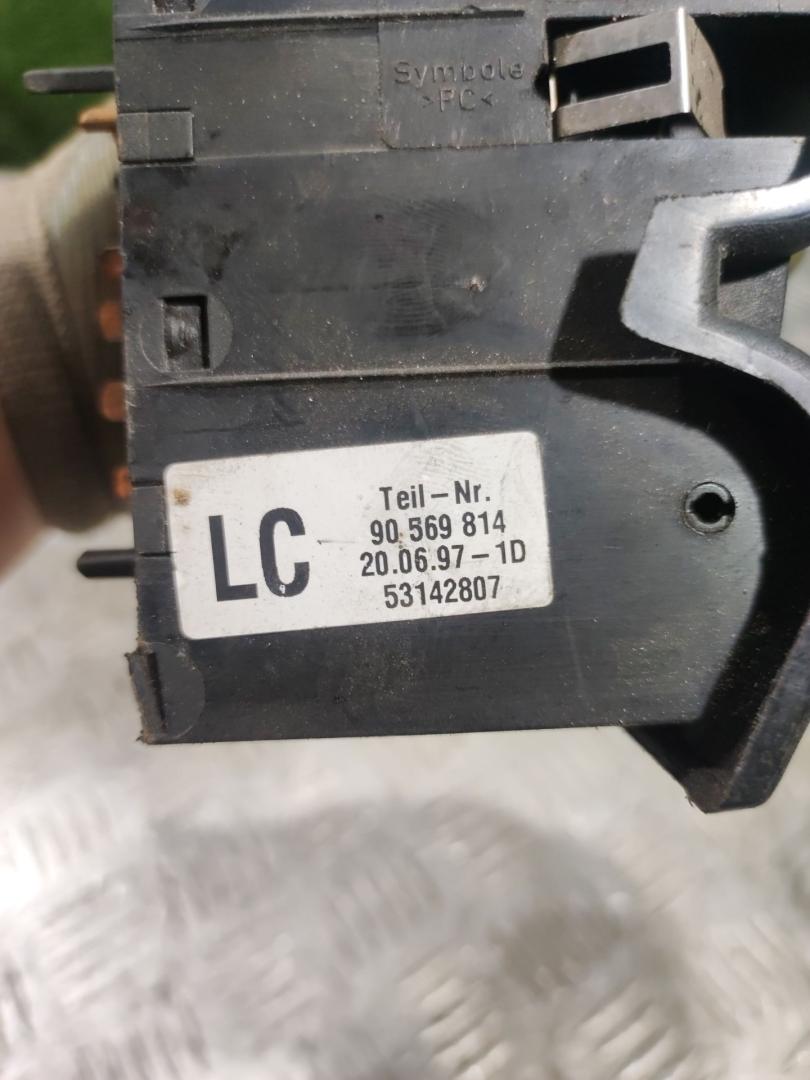 Symbole
>PC<
LC
Teil-Nr.
90 569 814
20.06.97-1D
53142807